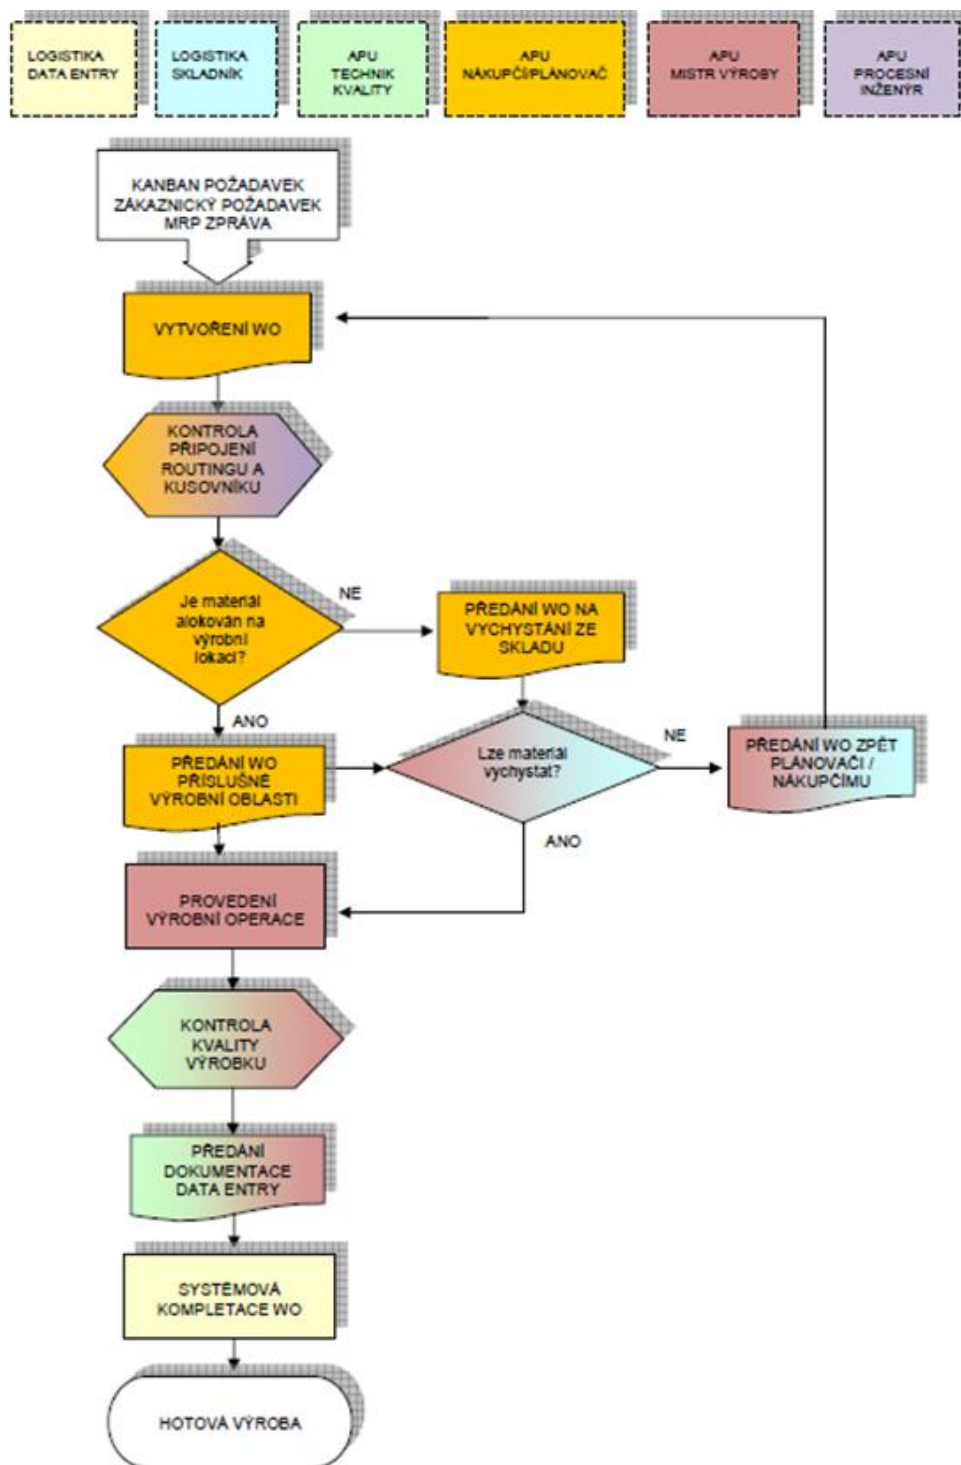 LOGISTIKA
DATA ENTRY
LOGISTIKA
SKLADNÍK
APU
TECHNIK
KVALITY
APU
NÁKUPČÍ/PLÁNOVAČ
APU
MISTR VÝROBY
APU
PROCESNÍ
INŽENÝR
KANBAN POŽADAVEK
ZÁKAZNICKÝ POŽADAVEK
MRP ZPRÁVA
VYTVOŘENÍ WO
KONTROLA
PŘIPOJENÍ
ROUTINGU A
KUSOVNÍKU
Je materiál
alokován na
výrobní
lokaci?
NE
PŘEDÁNÍ WO NA
VYCHYSTÁNÍ ZE
SKLADU
ANO
PŘEDÁNÍ WO
PŘÍSLUŠNÉ
VÝROBNÍ OBLASTI
Lze materiál
vychystat?
NE
PŘEDÁNÍ WO ZPĚT
PLÁNOVAČI /
NÁKUPČÍMU
ANO
PROVEDENÍ
VÝROBNÍ OPERACE
KONTROLA
KVALITY
VÝROBKU
PŘEDÁNÍ
DOKUMENTACE
DATA ENTRY
SYSTÉMOVÁ
KOMPLETACE WO
HOTOVÁ VÝROBA